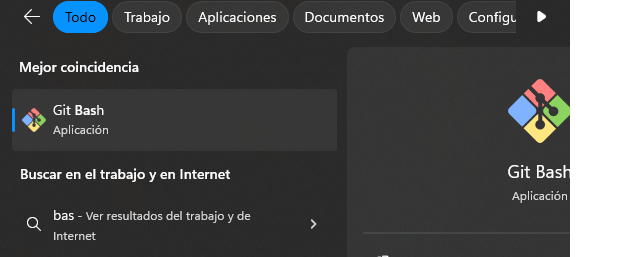 Todo Trabajo Aplicaciones Documentos Web Configu
Mejor coincidencia
Git Bash
Aplicación
Buscar en el trabajo y en Internet
bas - Ver resultados del trabajo y de
Internet
Git Bash
Aplicación